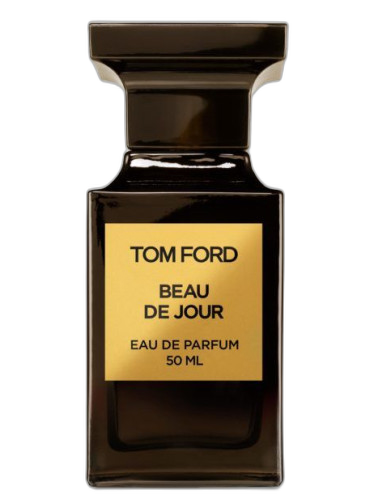 TOM FORD
BEAU
DE JOUR
EAU DE PARFUM
50 ML